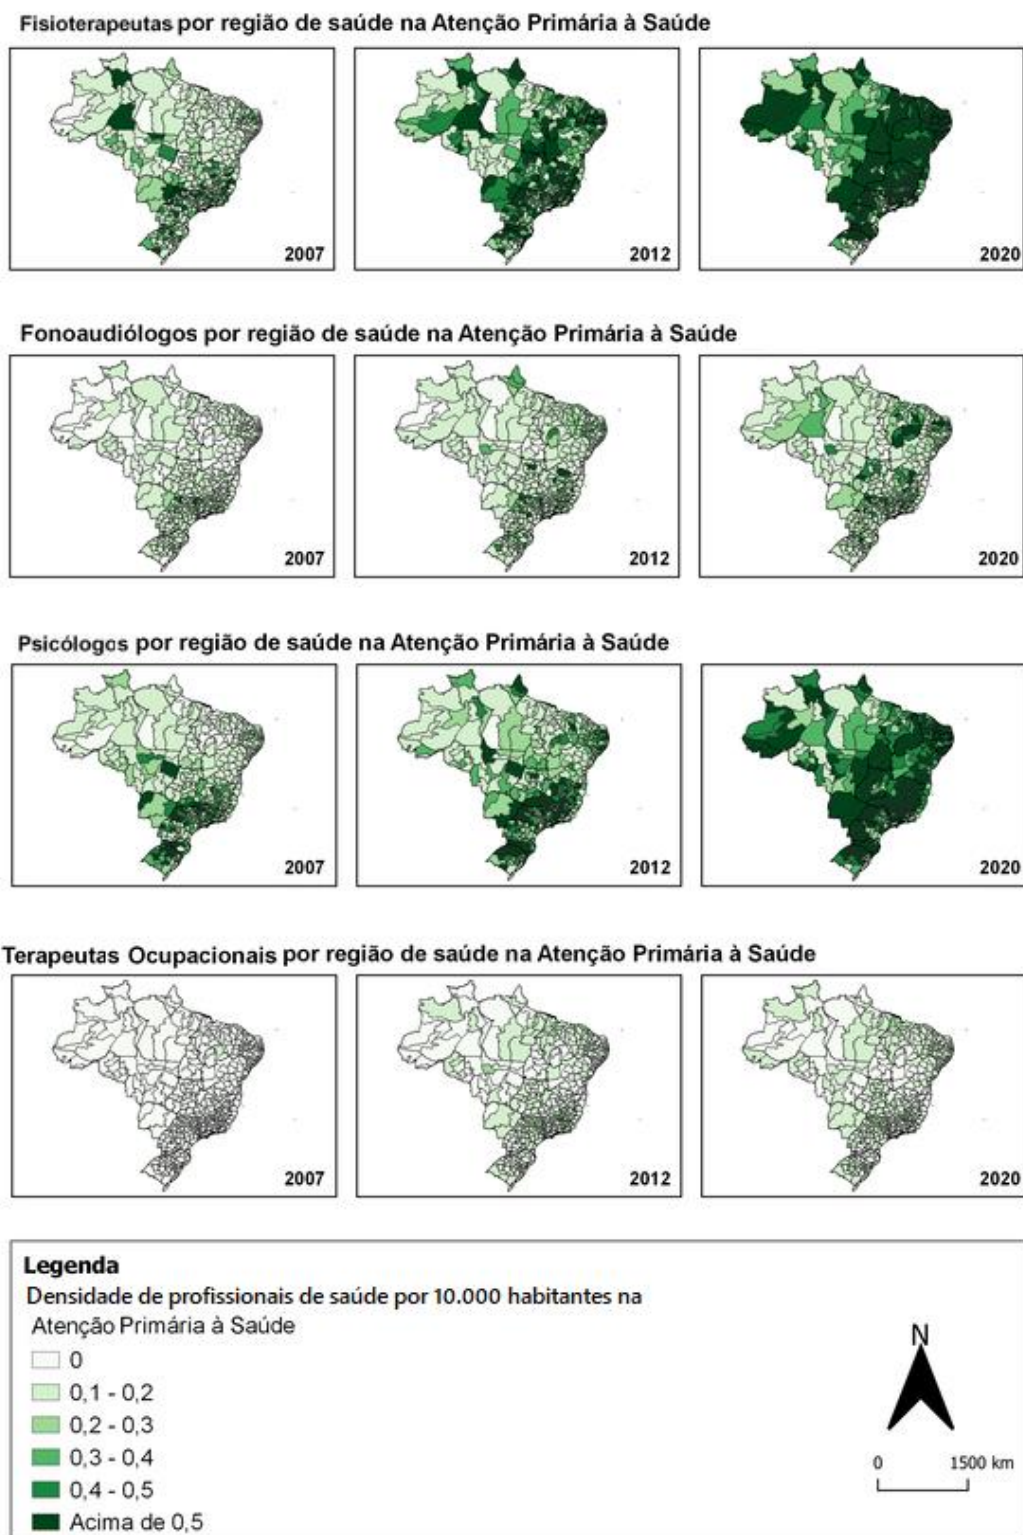 Fisioterapeutas por região de saúde na Atenção Primária à Saúde
2007
2012
2020
Fonoaudiólogos por região de saúde na Atenção Primária à Saúde
2007
2012
2020
Psicólogos por região de saúde na Atenção Primária à Saúde
2007
2012
2020
Terapeutas Ocupacionais por região de saúde na Atenção Primária à Saúde
2007
2012
2020
Legenda
Densidade de profissionais de saúde por 10.000 habitantes na
Atenção Primária à Saúde
0
0,1 - 0,2
0,2 - 0,3
0,3 - 0,4
0,4 - 0,5
Acima de 0,5
N
0 1500 km